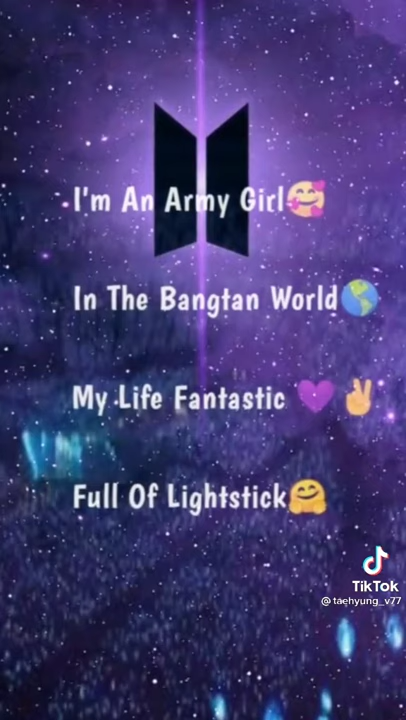 I'm An Army Girl🥰
In The Bangtan World🌎
My Life Fantastic 💜✌
Full Of Lightstick🤗
TikTok
@taehyung_v77